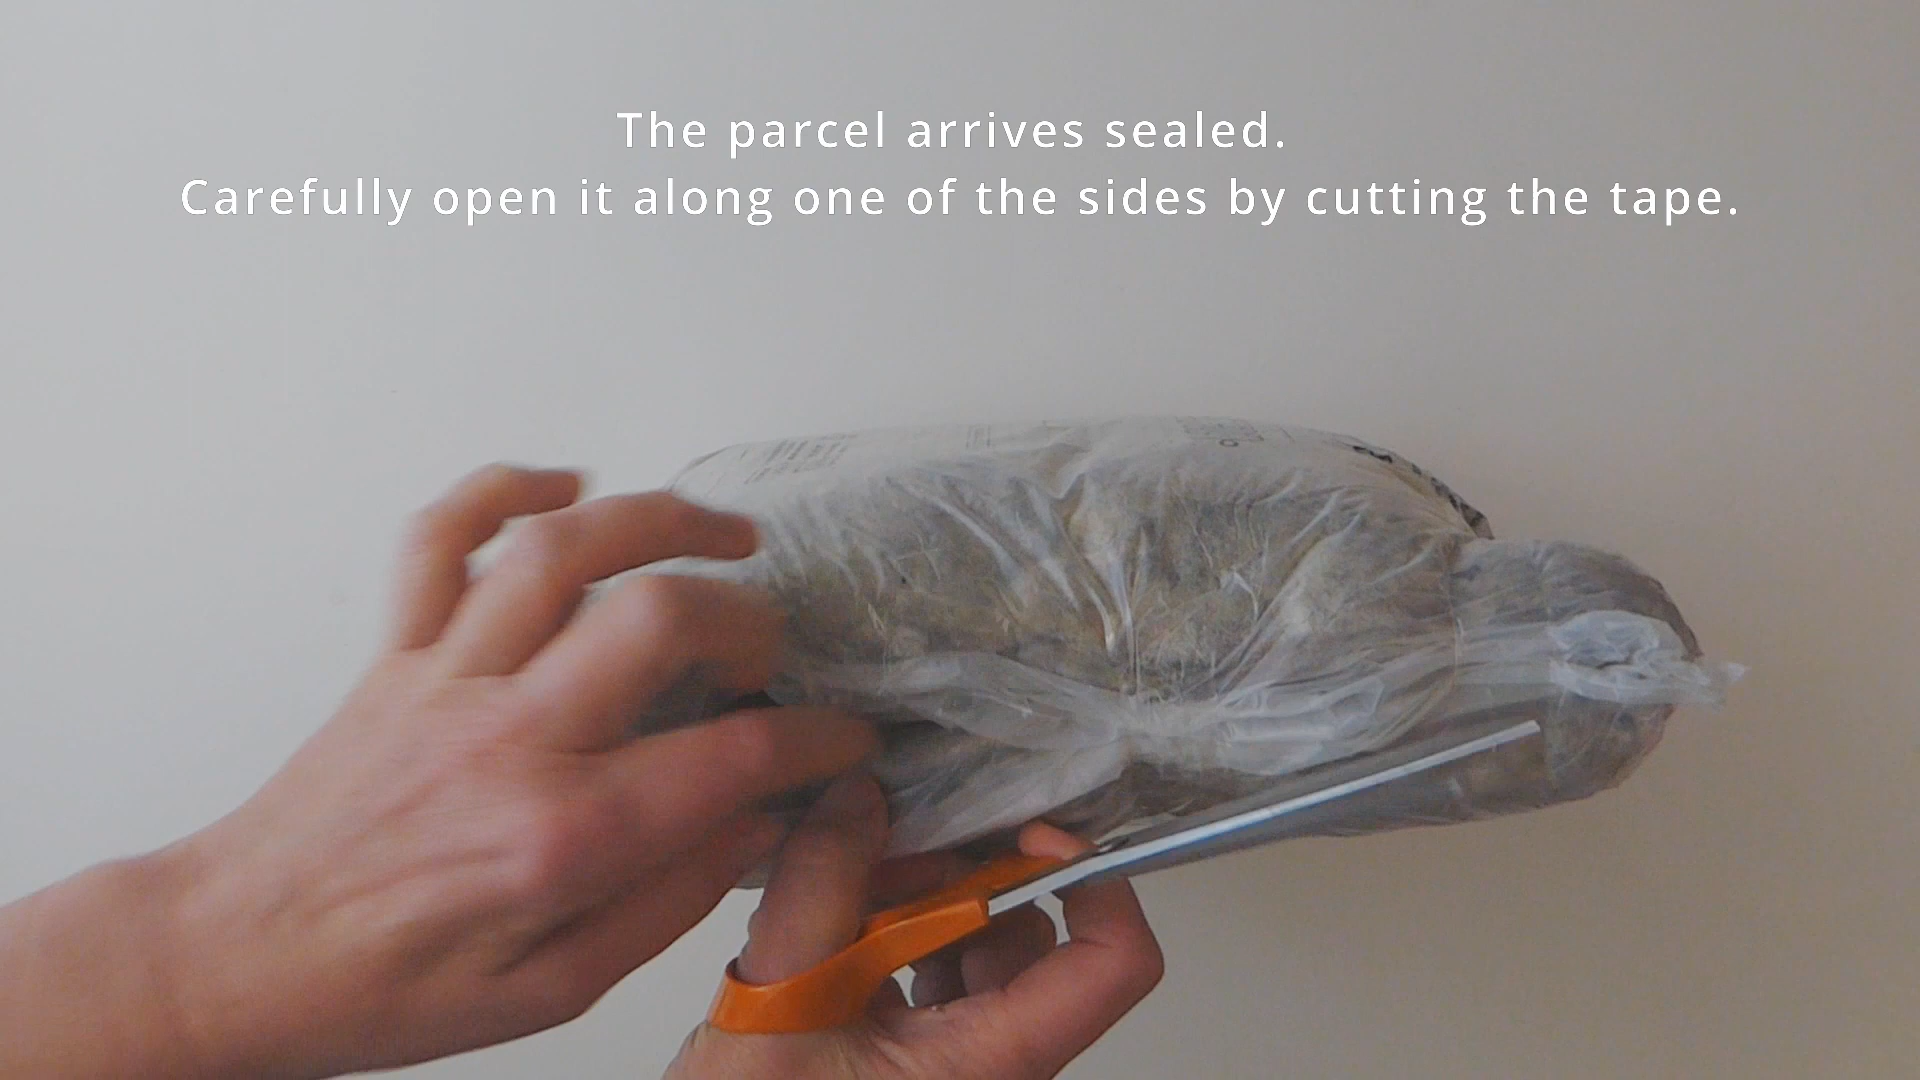 The parcel arrives sealed.
Carefully open it along one of the sides by cutting the tape.